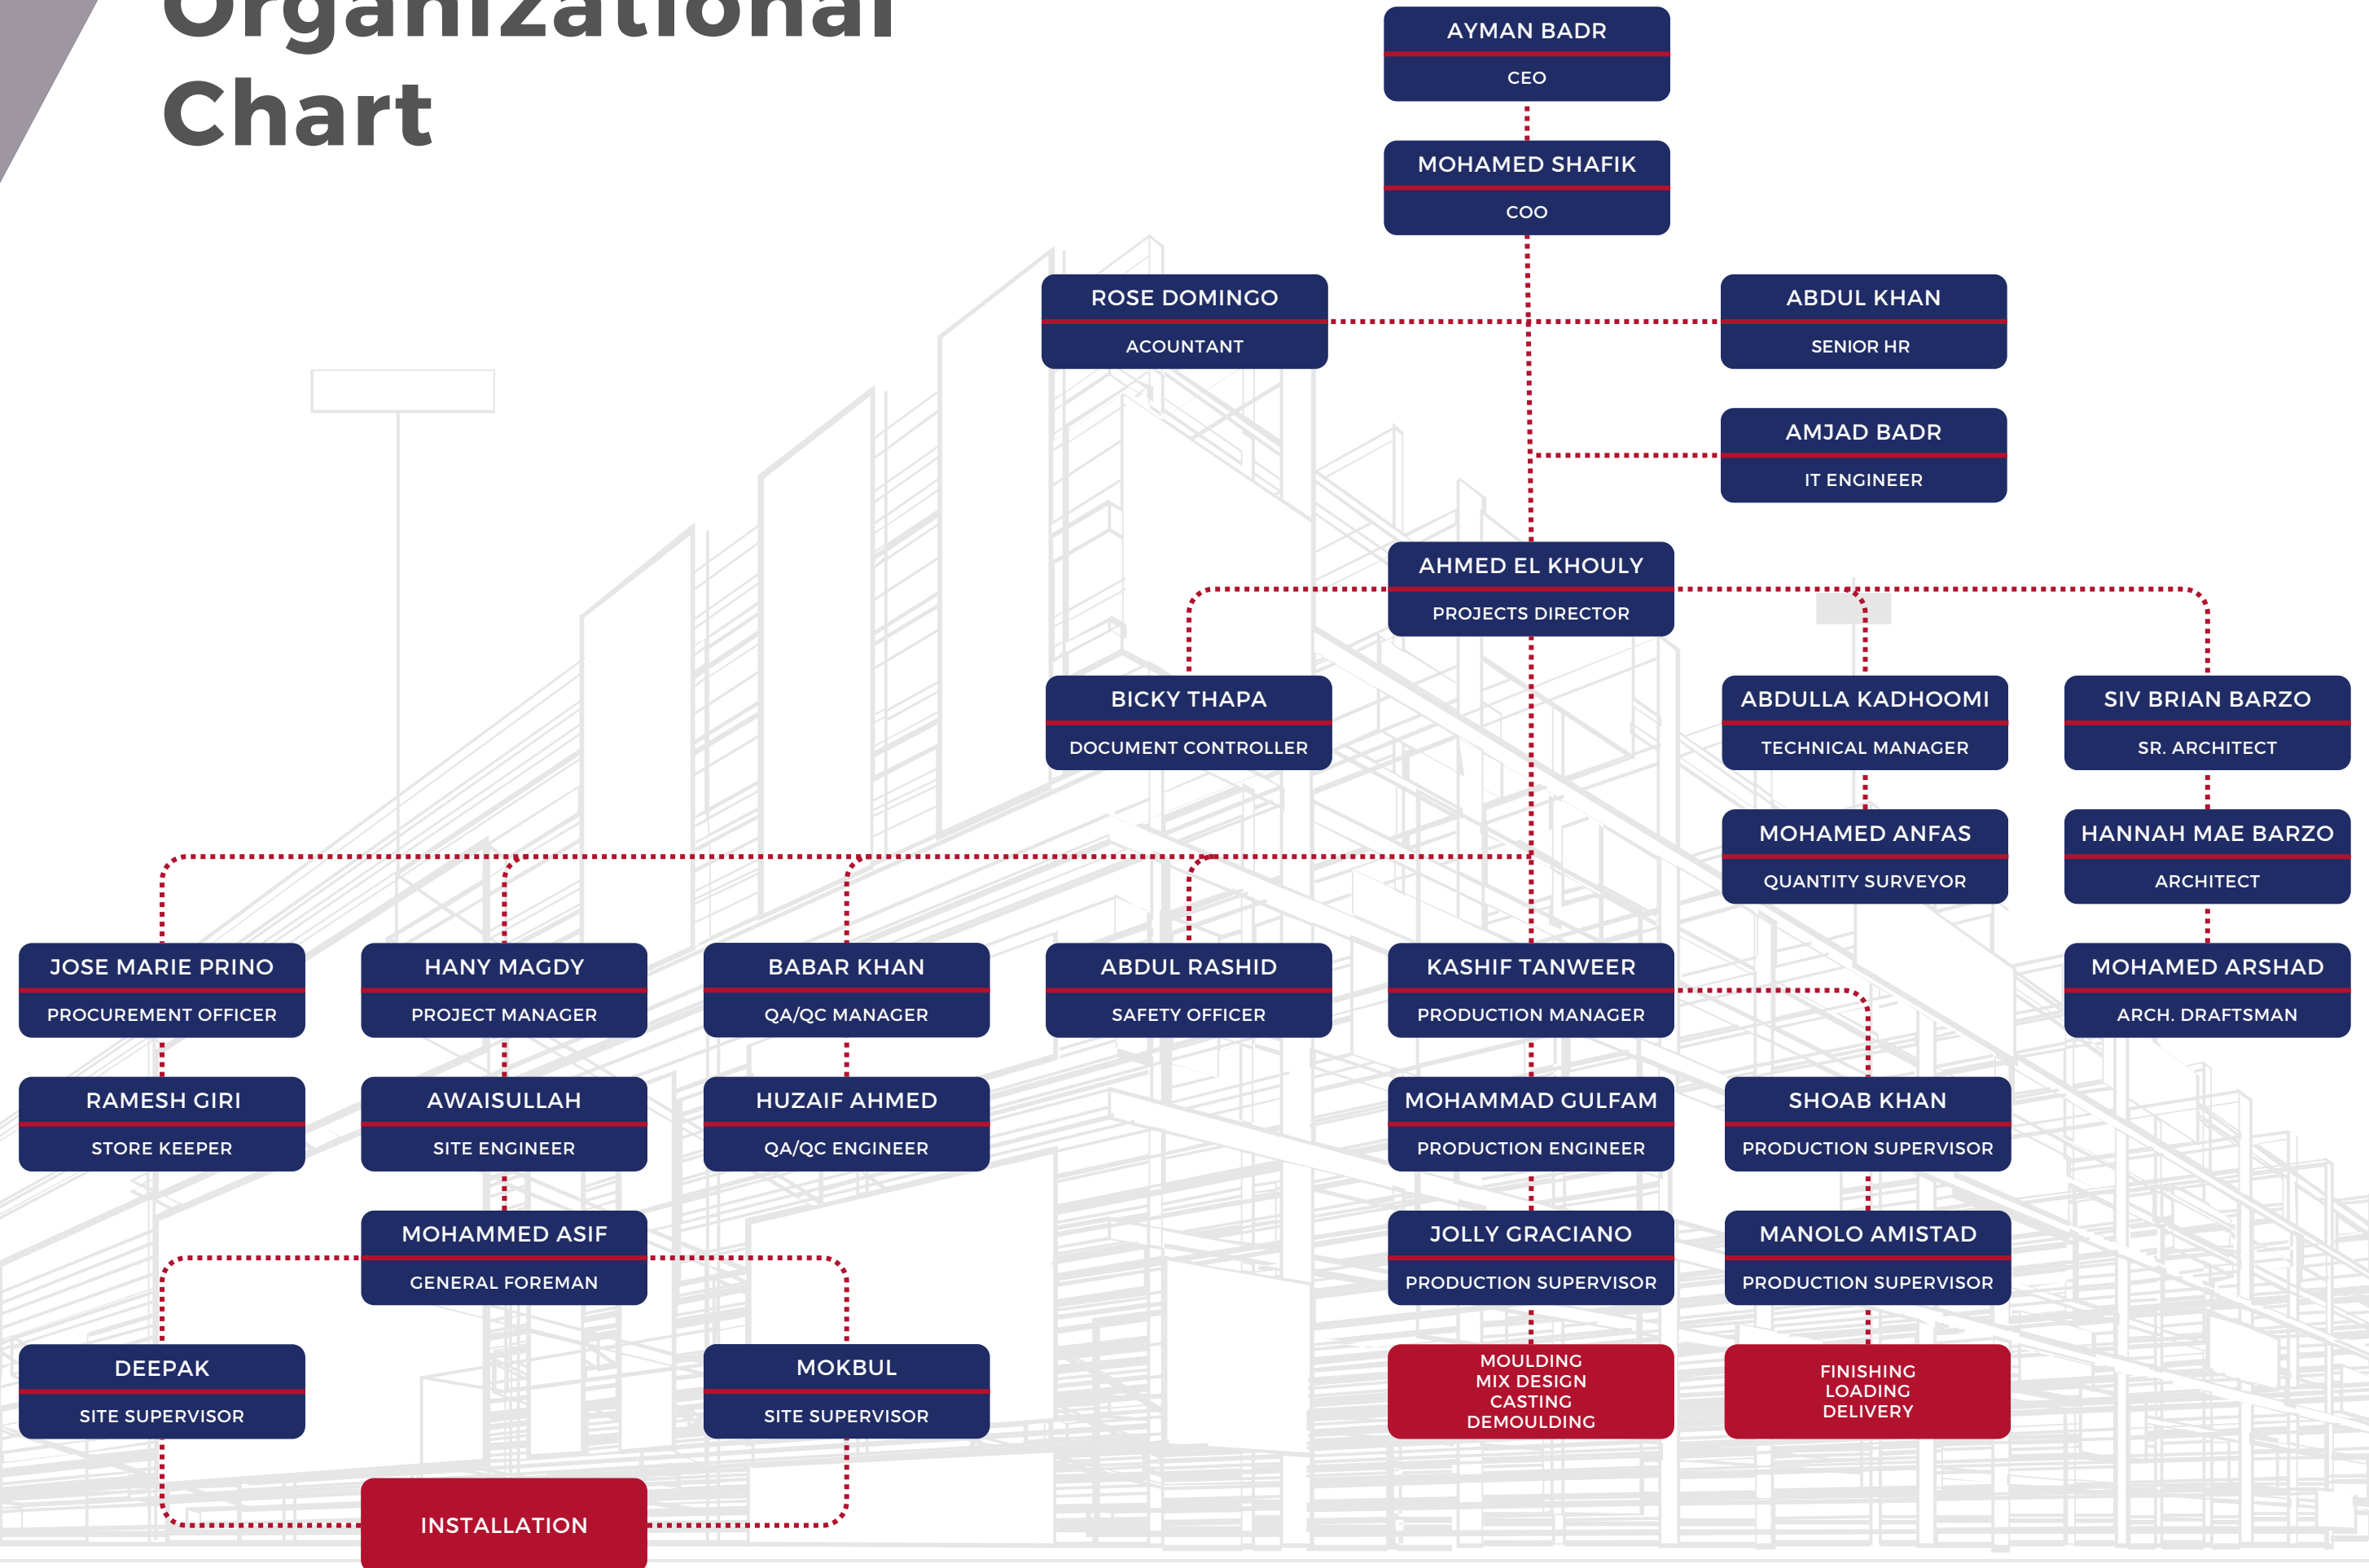 Organizational
Chart
AYMAN BADR
CEO
MOHAMED SHAFIK
COO
ROSE DOMINGO
ACOUNTANT
ABDUL KHAN
SENIOR HR
AMJAD BADR
IT ENGINEER
AHMED EL KHOULY
PROJECTS DIRECTOR
BICKY THAPA
DOCUMENT CONTROLLER
ABDULLA KADHOOMI
TECHNICAL MANAGER
SIV BRIAN BARZO
SR. ARCHITECT
MOHAMED ANFAS
QUANTITY SURVEYOR
HANNAH MAE BARZO
ARCHITECT
JOSE MARIE PRINO
PROCUREMENT OFFICER
HANY MAGDY
PROJECT MANAGER
BABAR KHAN
QA/QC MANAGER
ABDUL RASHID
SAFETY OFFICER
KASHIF TANWEER
PRODUCTION MANAGER
MOHAMED ARSHAD
ARCH. DRAFTSMAN
RAMESH GIRI
STORE KEEPER
AWAISULLAH
SITE ENGINEER
HUZAIF AHMED
QA/QC ENGINEER
MOHAMMAD GULFAM
PRODUCTION ENGINEER
SHOAB KHAN
PRODUCTION SUPERVISOR
MOHAMMED ASIF
GENERAL FOREMAN
JOLLY GRACIANO
PRODUCTION SUPERVISOR
MANOLO AMISTAD
PRODUCTION SUPERVISOR
DEEPAK
SITE SUPERVISOR
MOKBUL
SITE SUPERVISOR
MOULDING
MIX DESIGN
CASTING
DEMOULDING
FINISHING
LOADING
DELIVERY
INSTALLATION